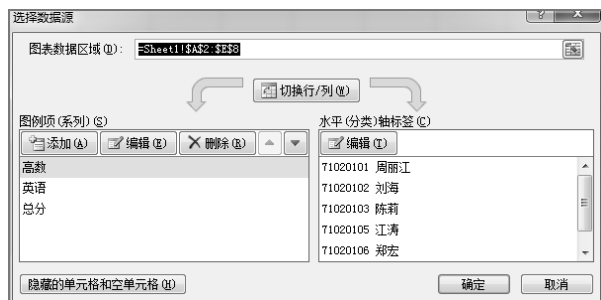 选择数据源
图表数据区域(D)： =Sheet1!$A$2:$E$8
切换行/列(W)
图例项(系列)(S)
水平(分类)轴标签(C)
添加(A) 编辑(E) 删除(R)
编辑(T)
高数
英语
总分
71020101 周丽江
71020102 刘海
71020103 陈莉
71020105 江涛
71020106 郑宏
隐藏的单元格和空单元格(H)
确定 取消